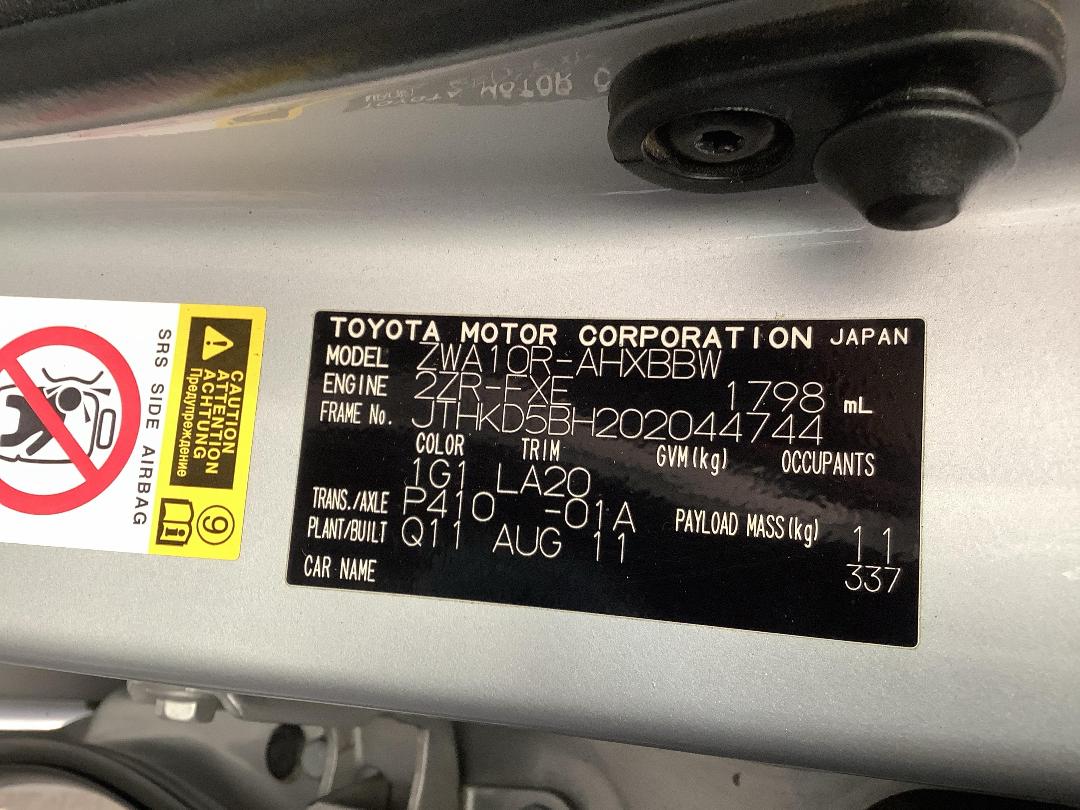 TOYOTA MOTOR CORPORATION JAPAN
MODEL ZWA10R-AHXBBW
ENGINE 2ZR-FXE 1798 mL
FRAME No. JTHKD5BH202044744
COLOR TRIM GVM(kg) OCCUPANTS
1G1 LA20
TRANS./AXLE P410 -01A PAYLOAD MASS(kg) 11
PLANT/BUILT Q11 AUG 11 337
CAR NAME
CAUTION
ATTENTION
ACHTUNG
Предупреждение
9
SRS SIDE AIRBAG